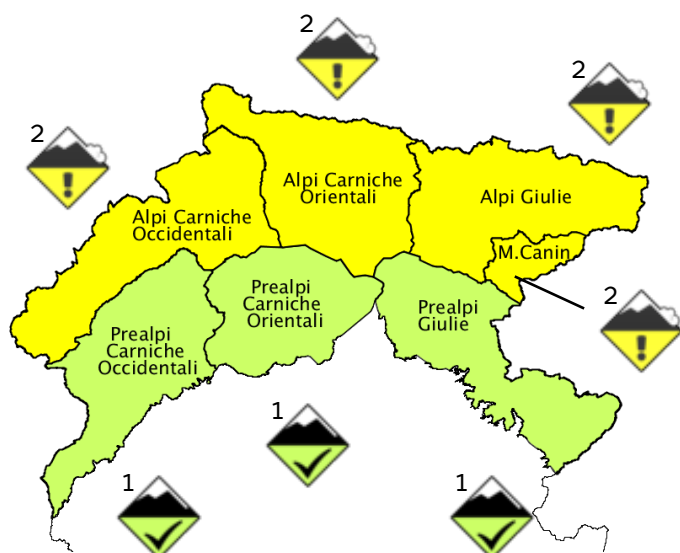 2
2
2
Alpi Carniche
Orientali
Alpi Giulie
Alpi Carniche
Occidentali
M.Canin
Prealpi
Carniche
Orientali
2
Prealpi
Giulie
Prealpi
Carniche
Occidentali
1
1
1